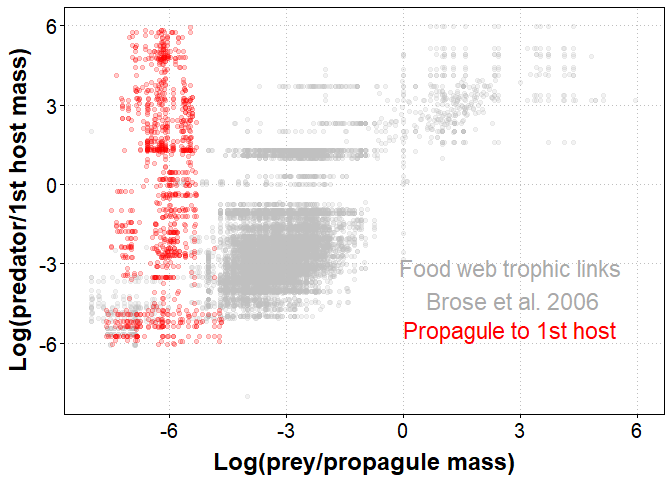 6
3
0
-3
-6
Log(predator/1st host mass)
Food web trophic links
Brose et al. 2006
Propagule to 1st host
-6
-3
0
3
6
Log(prey/propagule mass)